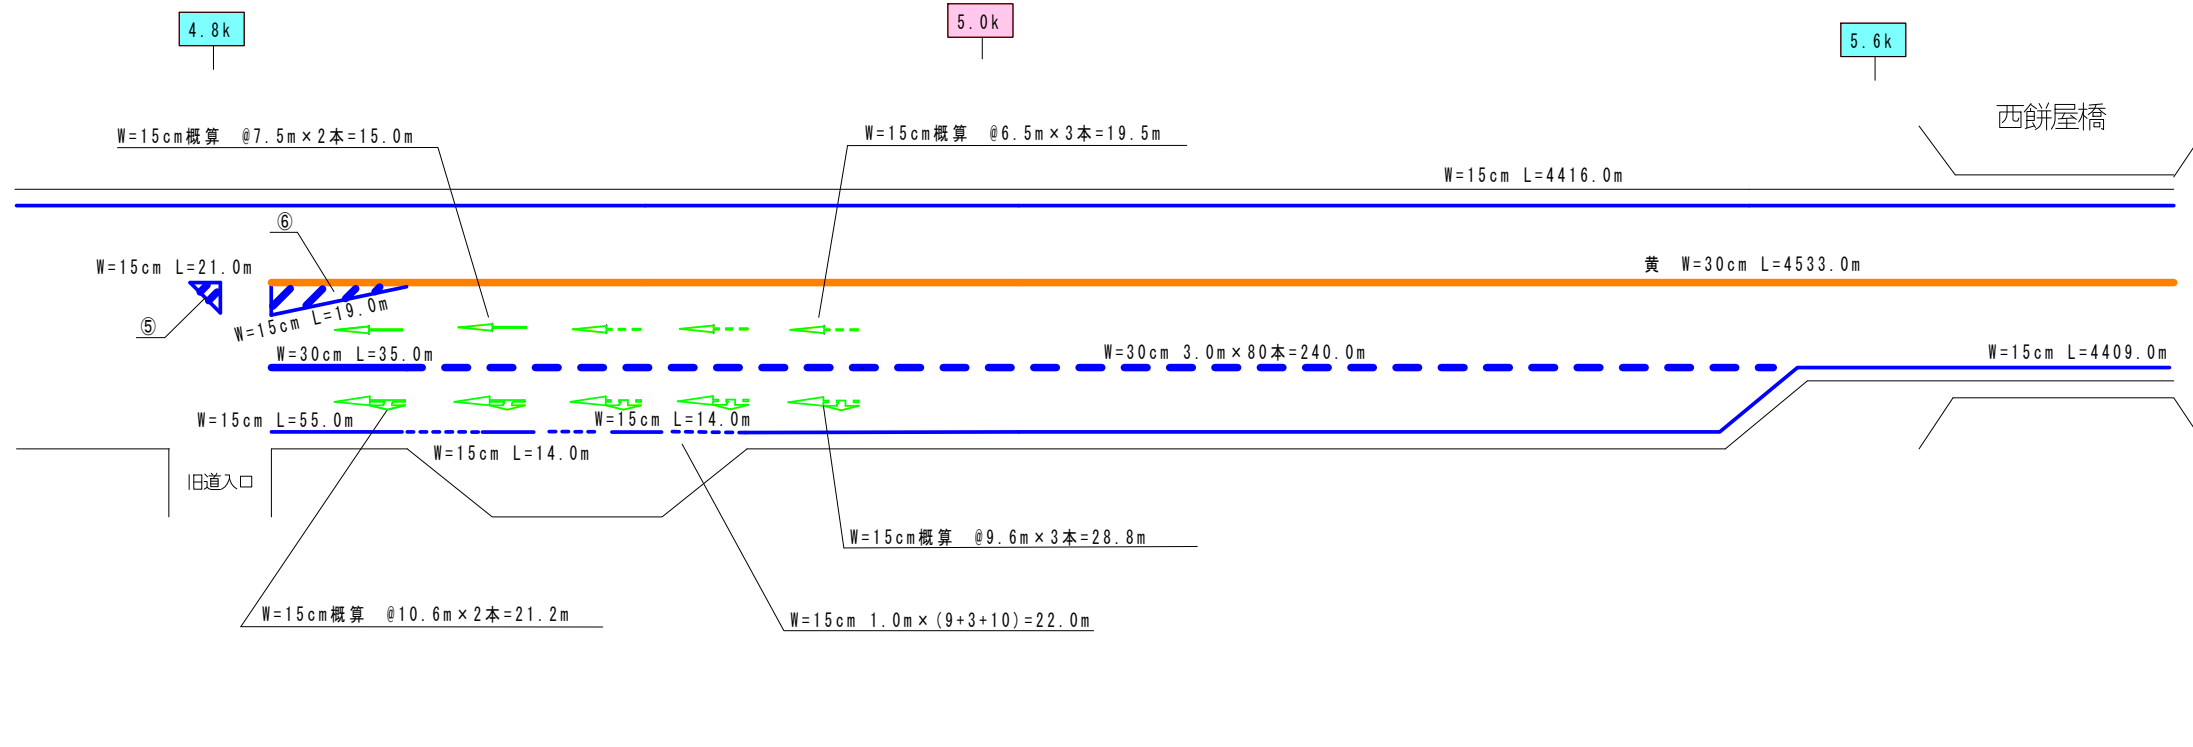 4.8k
5.0k
5.6k
西餅屋橋
W=15cm概算　@7.5m×2本=15.0m
W=15cm概算　@6.5m×3本=19.5m
W=15cm L=4416.0m
⑥
W=15cm L=21.0m
黄　W=30cm L=4533.0m
⑤
W=15cm L=19.0m
W=30cm L=35.0m
W=30cm 3.0m×80本=240.0m
W=15cm L=4409.0m
W=15cm L=55.0m
W=15cm L=14.0m
W=15cm L=14.0m
旧道入口
W=15cm概算　@9.6m×3本=28.8m
W=15cm概算　@10.6m×2本=21.2m
W=15cm 1.0m×(9+3+10)=22.0m